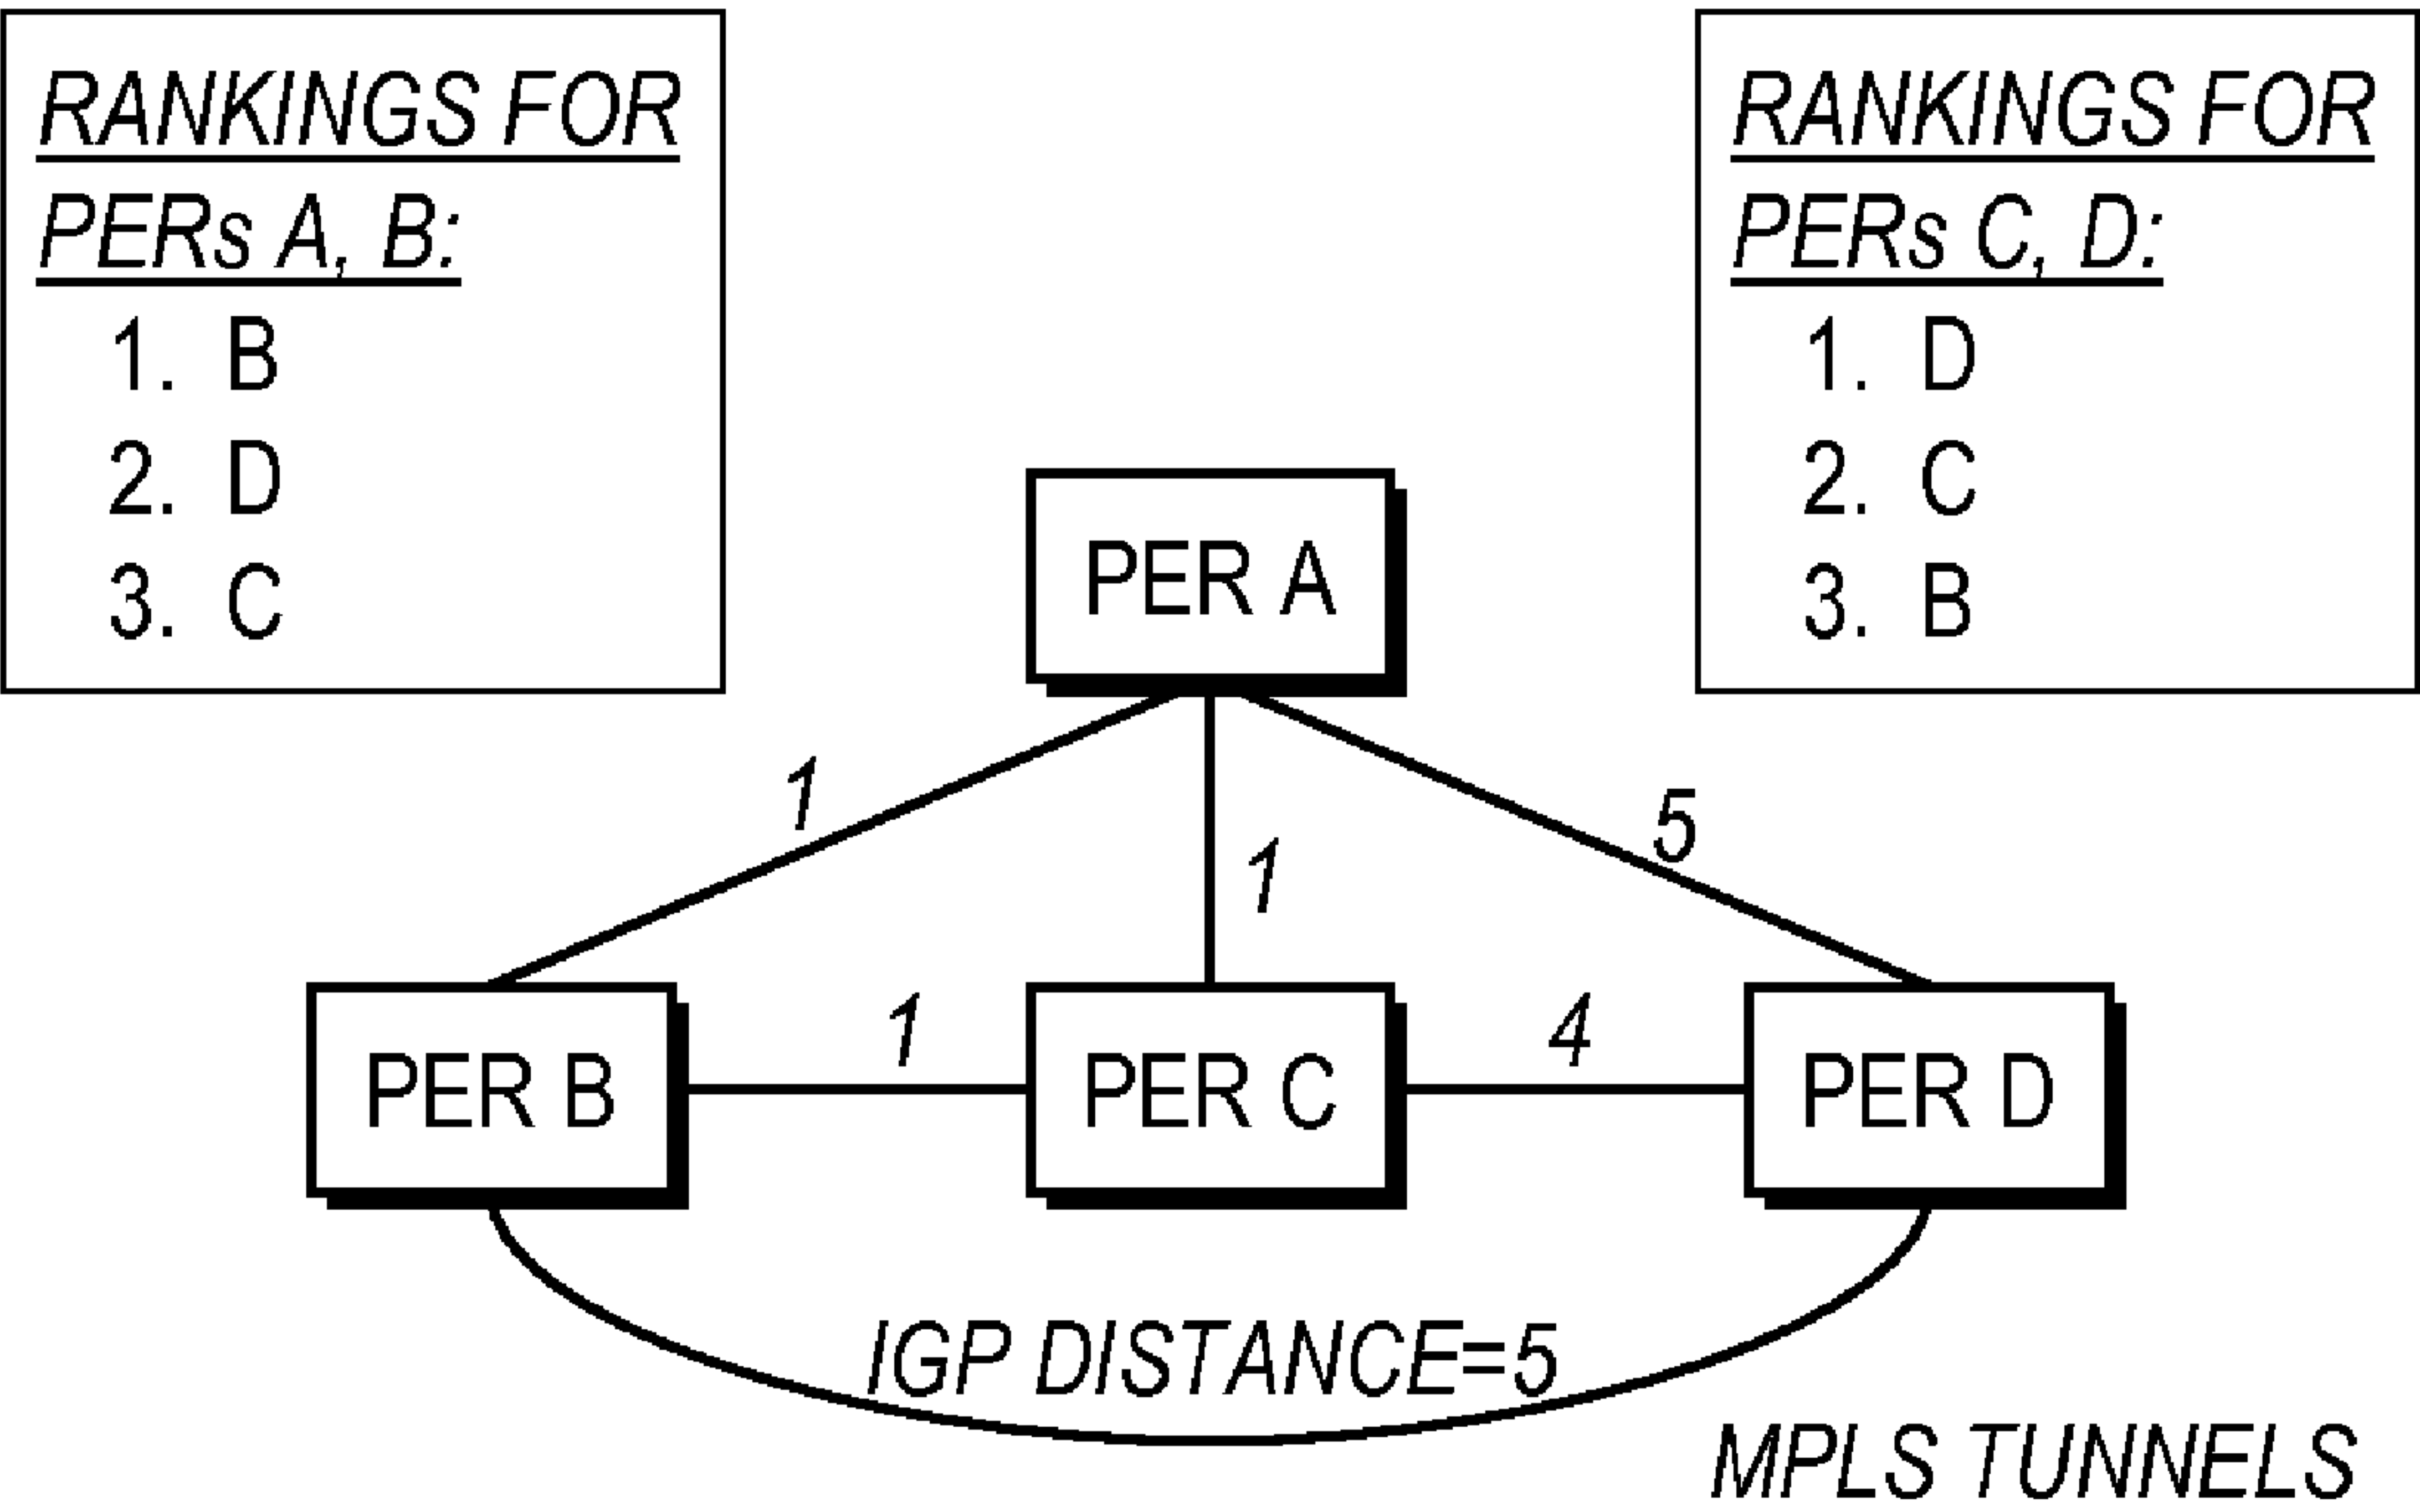 RANKINGS FOR
PERs A, B:
1. B
2. D
3. C
RANKINGS FOR
PERs C, D:
1. D
2. C
3. B
PER A
1
1
5
PER B
1
PER C
4
PER D
IGP DISTANCE=5
MPLS TUNNELS